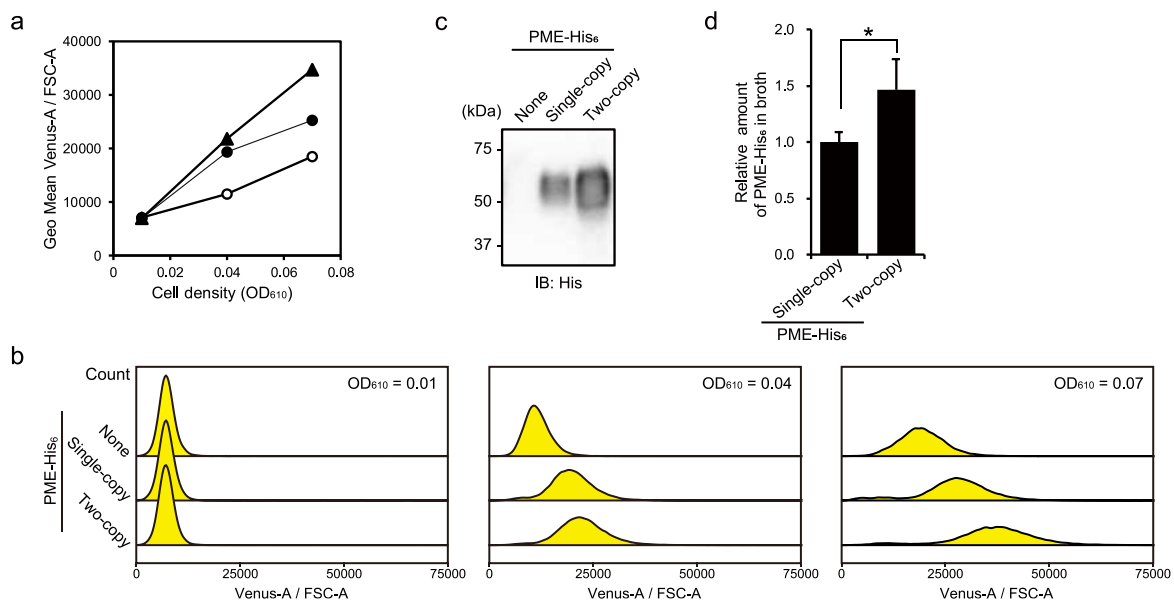 a
Geo Mean Venus-A / FSC-A
40000
30000
20000
10000
0
0 0.02 0.04 0.06 0.08
Cell density (OD₆₁₀)
c
PME-His₆
(kDa) None Single-copy Two-copy
75
50
37
IB: His
d
Relative amount
of PME-His₆ in broth
2.0
1.5
1.0
0.5
0.0
*
Single-copy Two-copy
PME-His₆
b
Count
PME-His₆
None
Single-copy
Two-copy
OD₆₁₀ = 0.01
0 25000 50000 75000
Venus-A / FSC-A
OD₆₁₀ = 0.04
0 25000 50000 75000
Venus-A / FSC-A
OD₆₁₀ = 0.07
0 25000 50000 75000
Venus-A / FSC-A